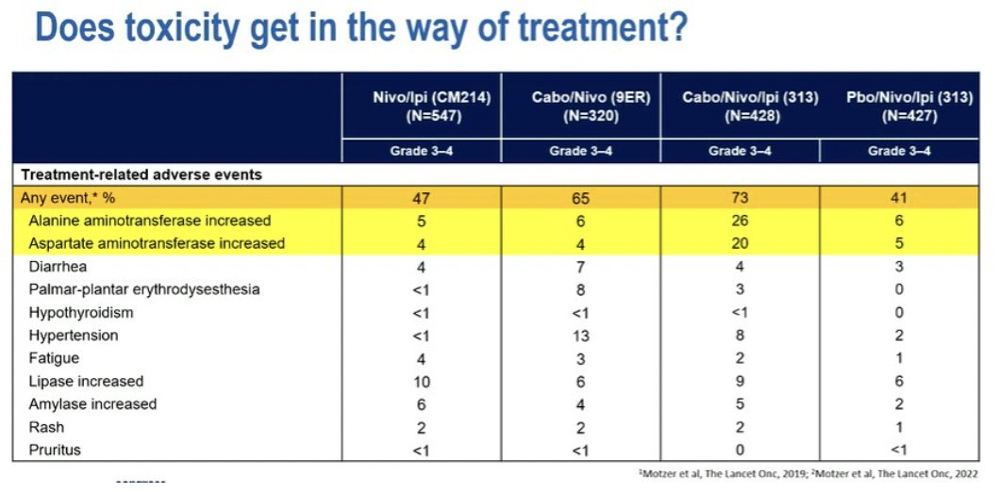 Does toxicity get in the way of treatment?
Nivo/Ipi (CM214) Cabo/Nivo (9ER) Cabo/Nivo/Ipi (313) Pbo/Nivo/Ipi (313)
(N=547) (N=320) (N=428) (N=427)
Grade 3–4 Grade 3–4 Grade 3–4 Grade 3–4
Treatment-related adverse events
Any event,* % 47 65 73 41
Alanine aminotransferase increased 5 6 26 6
Aspartate aminotransferase increased 4 4 20 5
Diarrhea 4 7 4 3
Palmar-plantar erythrodysesthesia <1 8 3 0
Hypothyroidism <1 <1 <1 0
Hypertension <1 13 8 2
Fatigue 4 3 2 1
Lipase increased 10 6 9 6
Amylase increased 6 4 5 2
Rash 2 2 2 1
Pruritus <1 <1 0 <1
¹Motzer et al, The Lancet Onc, 2019; ²Motzer et al, The Lancet Onc, 2022